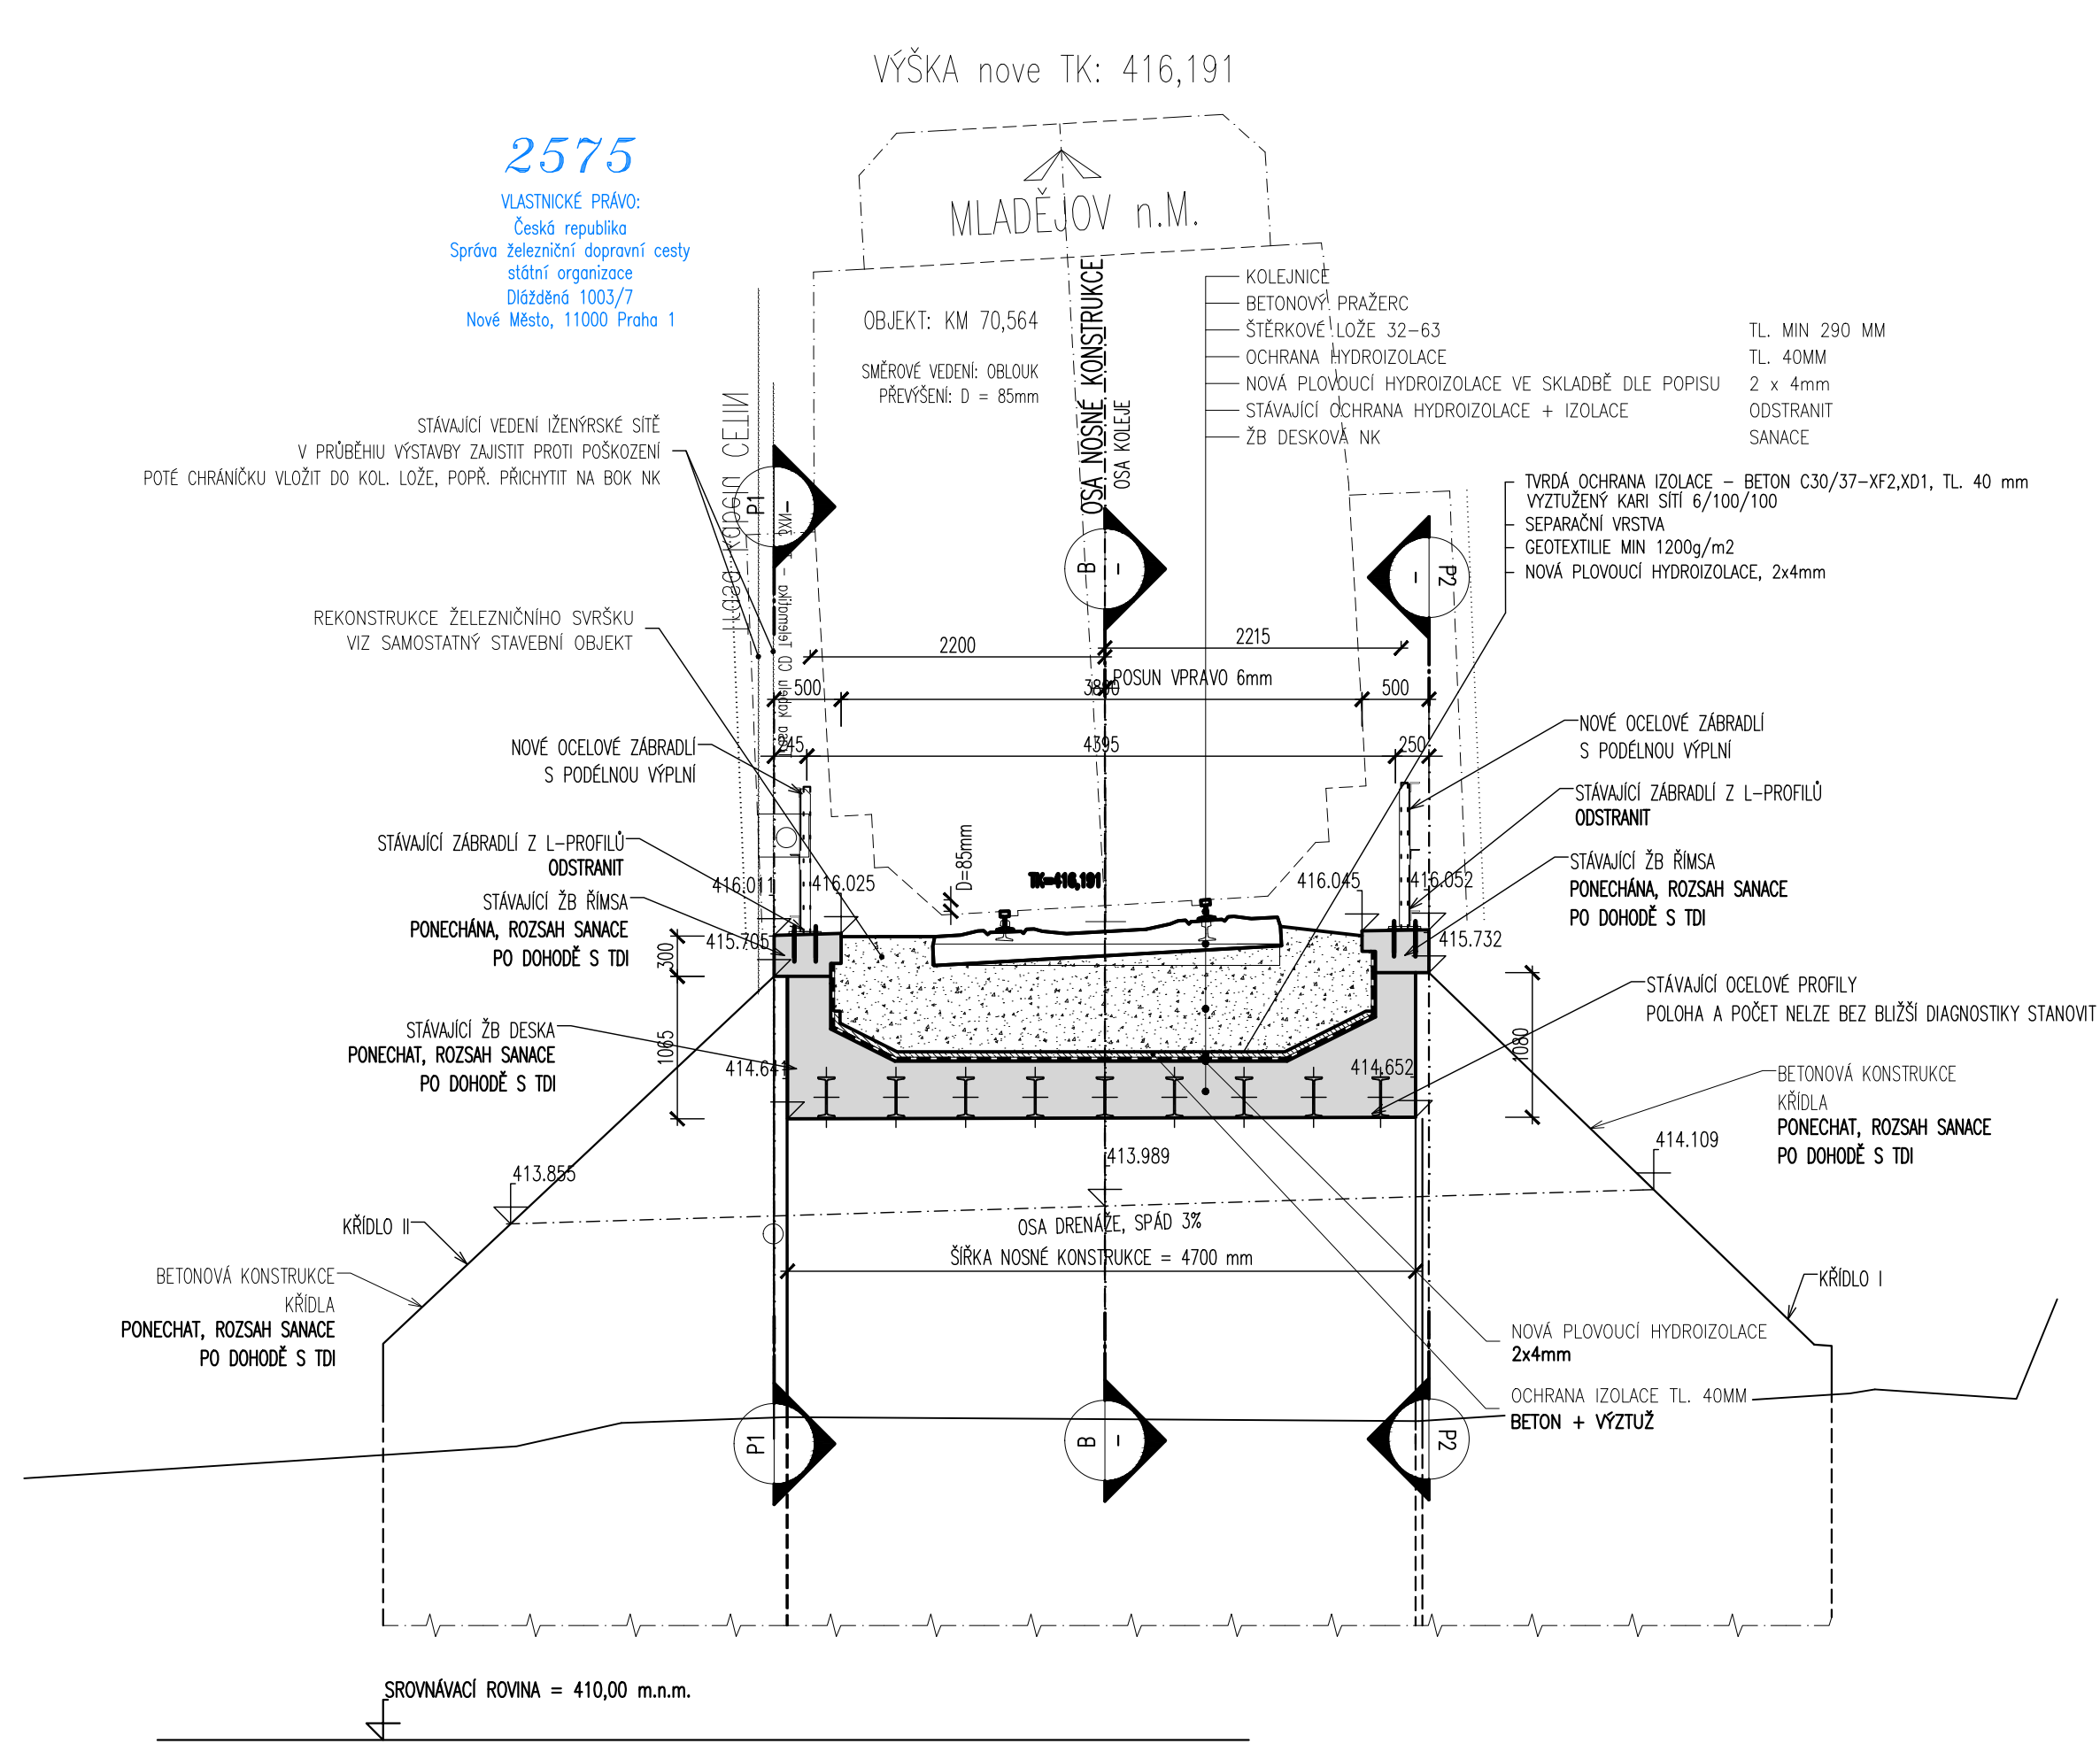 VÝŠKA nove TK: 416,191
2575
VLASTNICKÉ PRÁVO:
Česká republika
Správa železniční dopravní cesty
státní organizace
Dlážděná 1003/7
Nové Město, 11000 Praha 1
MLADĚJOV n.M.
OBJEKT: KM 70,564
SMĚROVÉ VEDENÍ: OBLOUK
PŘEVÝŠENÍ: D = 85mm
OSA NOSNÉ KONSTRUKCE
OSA KOLEJE
KOLEJNICE
BETONOVÝ PRAŽERC
ŠTĚRKOVÉ LOŽE 32-63 TL. MIN 290 MM
OCHRANA HYDROIZOLACE TL. 40MM
NOVÁ PLOVOUCÍ HYDROIZOLACE VE SKLADBĚ DLE POPISU 2 x 4mm
STÁVAJÍCÍ OCHRANA HYDROIZOLACE + IZOLACE ODSTRANIT
ŽB DESKOVÁ NK SANACE
STÁVAJÍCÍ VEDENÍ IŽENÝRSKÉ SÍTĚ
V PRŮBĚHIU VÝSTAVBY ZAJISTIT PROTI POŠKOZENÍ
POTÉ CHRÁNÍČKU VLOŽIT DO KOL. LOŽE, POPŘ. PŘICHYTIT NA BOK NK
TVRDÁ OCHRANA IZOLACE - BETON C30/37-XF2,XD1, TL. 40 mm
VYZTUŽENÝ KARI SÍTÍ 6/100/100
SEPARAČNÍ VRSTVA
GEOTEXTILIE MIN 1200g/m2
NOVÁ PLOVOUCÍ HYDROIZOLACE, 2x4mm
P1
B
P2
trasa kabelu CETIN
trasa kabelu ČD Telematika -
REKONSTRUKCE ŽELEZNIČNÍHO SVRŠKU
VIZ SAMOSTATNÝ STAVEBNÍ OBJEKT
2200
2215
POSUN VPRAVO 6mm
500
500
245
4395
250
NOVÉ OCELOVÉ ZÁBRADLÍ
S PODÉLNOU VÝPLNÍ
NOVÉ OCELOVÉ ZÁBRADLÍ
S PODÉLNOU VÝPLNÍ
STÁVAJÍCÍ ZÁBRADLÍ Z L-PROFILŮ
ODSTRANIT
STÁVAJÍCÍ ZÁBRADLÍ Z L-PROFILŮ
ODSTRANIT
D=85mm
TK=416,191
416.011
416.025
416.045
416.052
STÁVAJÍCÍ ŽB ŘÍMSA
PONECHÁNA, ROZSAH SANACE
PO DOHODĚ S TDI
STÁVAJÍCÍ ŽB ŘÍMSA
PONECHÁNA, ROZSAH SANACE
PO DOHODĚ S TDI
415.705
415.732
300
1065
1080
STÁVAJÍCÍ OCELOVÉ PROFILY
POLOHA A POČET NELZE BEZ BLIŽŠÍ DIAGNOSTIKY STANOVIT
STÁVAJÍCÍ ŽB DESKA
PONECHAT, ROZSAH SANACE
PO DOHODĚ S TDI
414.641
414.652
BETONOVÁ KONSTRUKCE
KŘÍDLA
PONECHAT, ROZSAH SANACE
PO DOHODĚ S TDI
414.109
413.989
413.855
OSA DRENÁŽE, SPÁD 3%
ŠÍŘKA NOSNÉ KONSTRUKCE = 4700 mm
KŘÍDLO II
KŘÍDLO I
BETONOVÁ KONSTRUKCE
KŘÍDLA
PONECHAT, ROZSAH SANACE
PO DOHODĚ S TDI
NOVÁ PLOVOUCÍ HYDROIZOLACE
2x4mm
OCHRANA IZOLACE TL. 40MM
BETON + VÝZTUŽ
P1
B
P2
SROVNÁVACÍ ROVINA = 410,00 m.n.m.